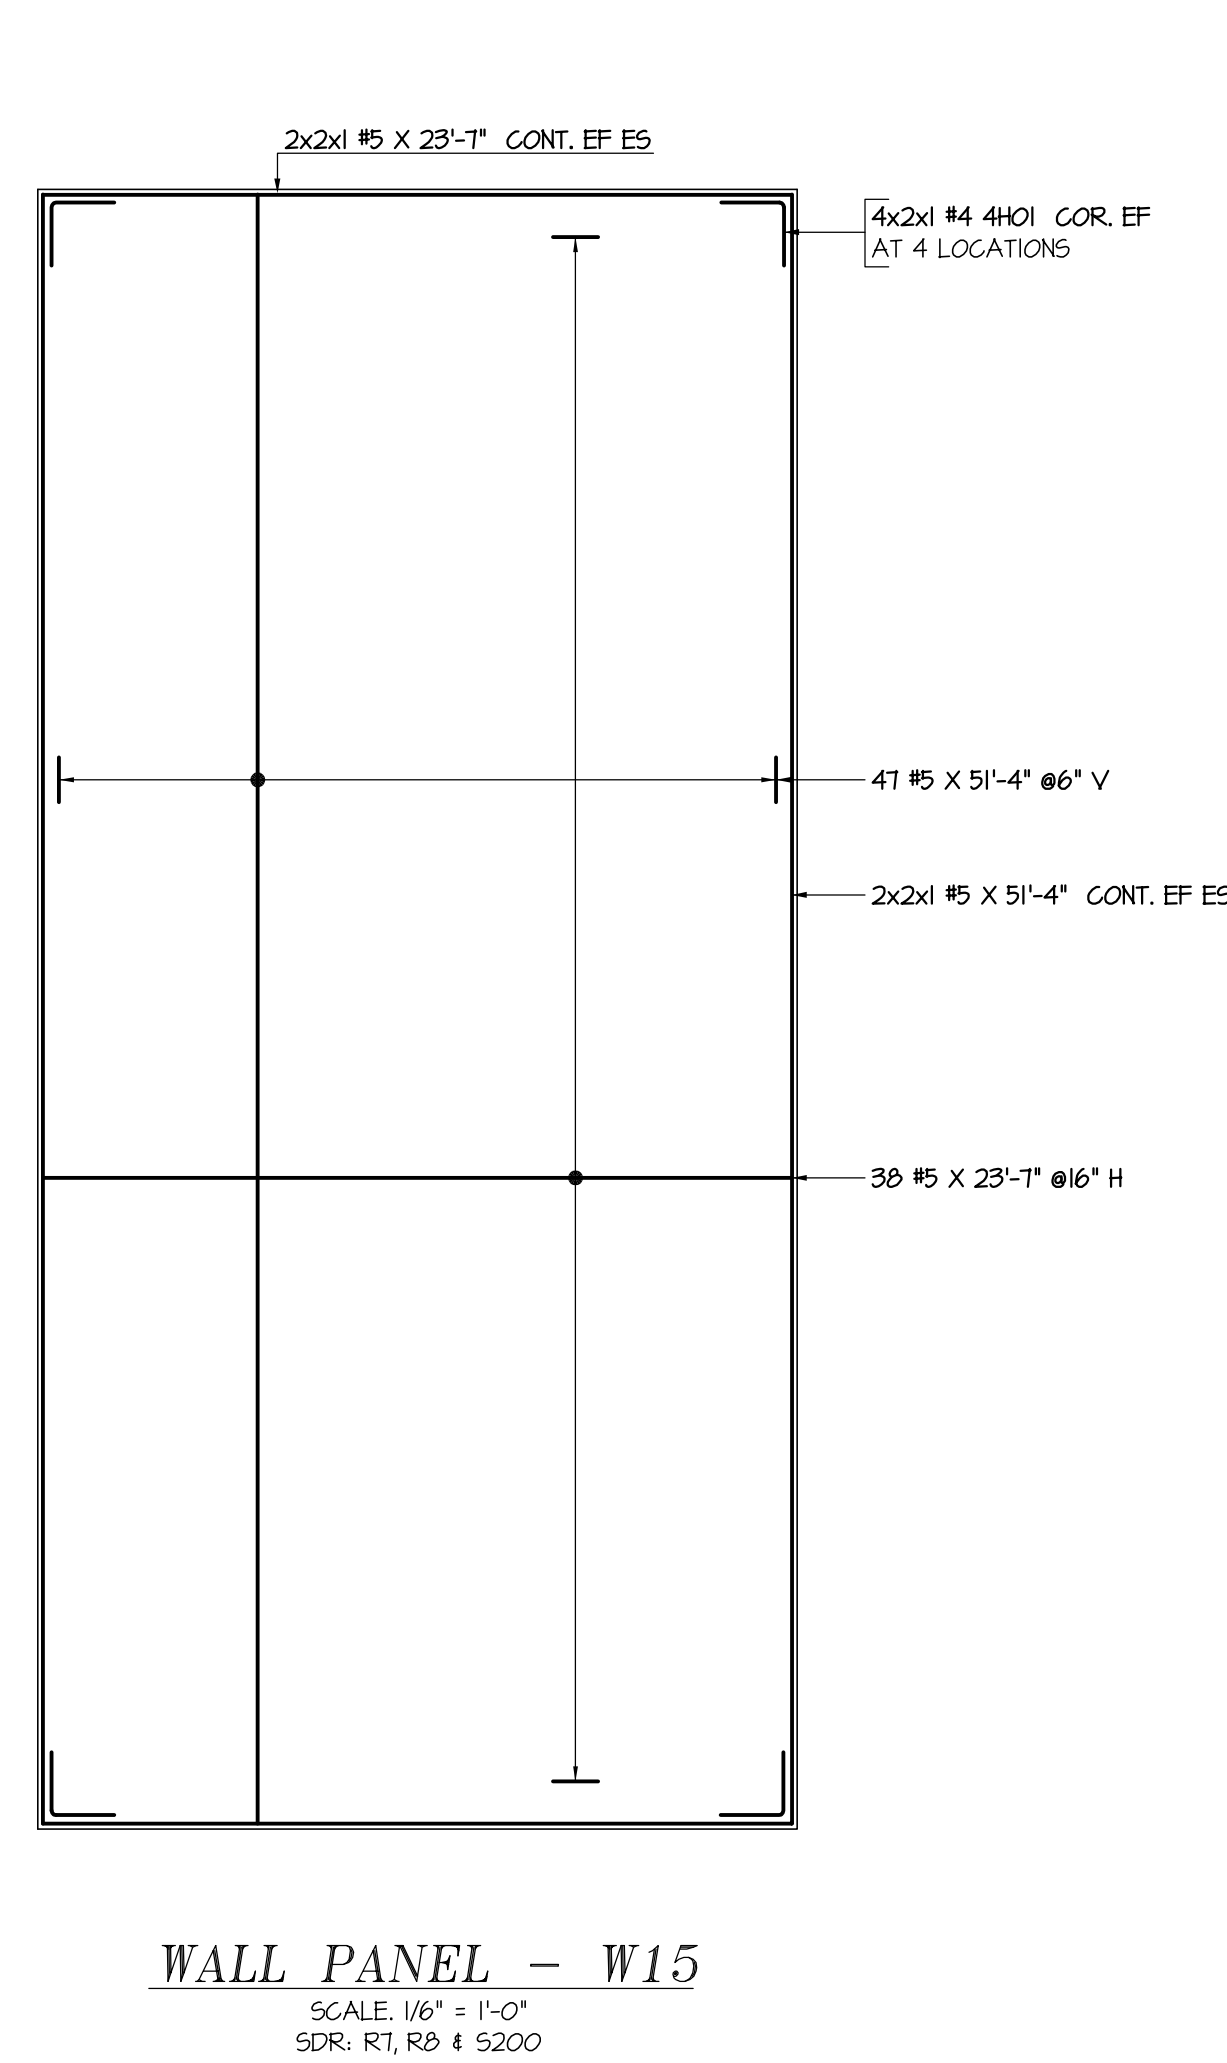 2x2x1 #5 X 23'-7" CONT. EF ES
4x2x1 #4 4H01 COR. EF
AT 4 LOCATIONS
47 #5 X 51'-4" @6" V
2x2x1 #5 X 51'-4" CONT. EF ES
38 #5 X 23'-7" @16" H
WALL PANEL - W15
SCALE. 1/6" = 1'-0"
SDR: R7, R8 & S200